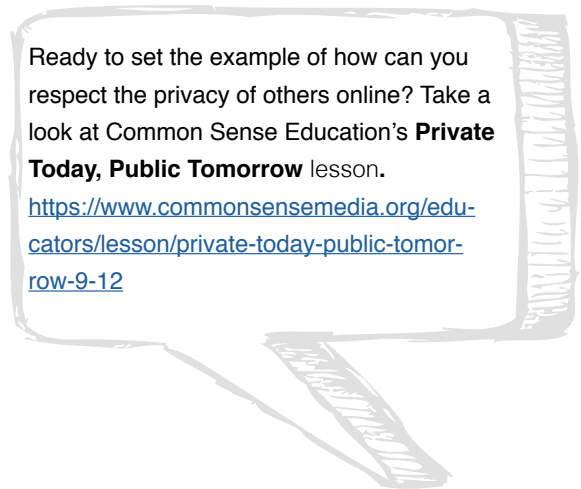 Ready to set the example of how can you
respect the privacy of others online? Take a
look at Common Sense Education’s Private
Today, Public Tomorrow lesson.
https://www.commonsensemedia.org/edu-
cators/lesson/private-today-public-tomor-
row-9-12